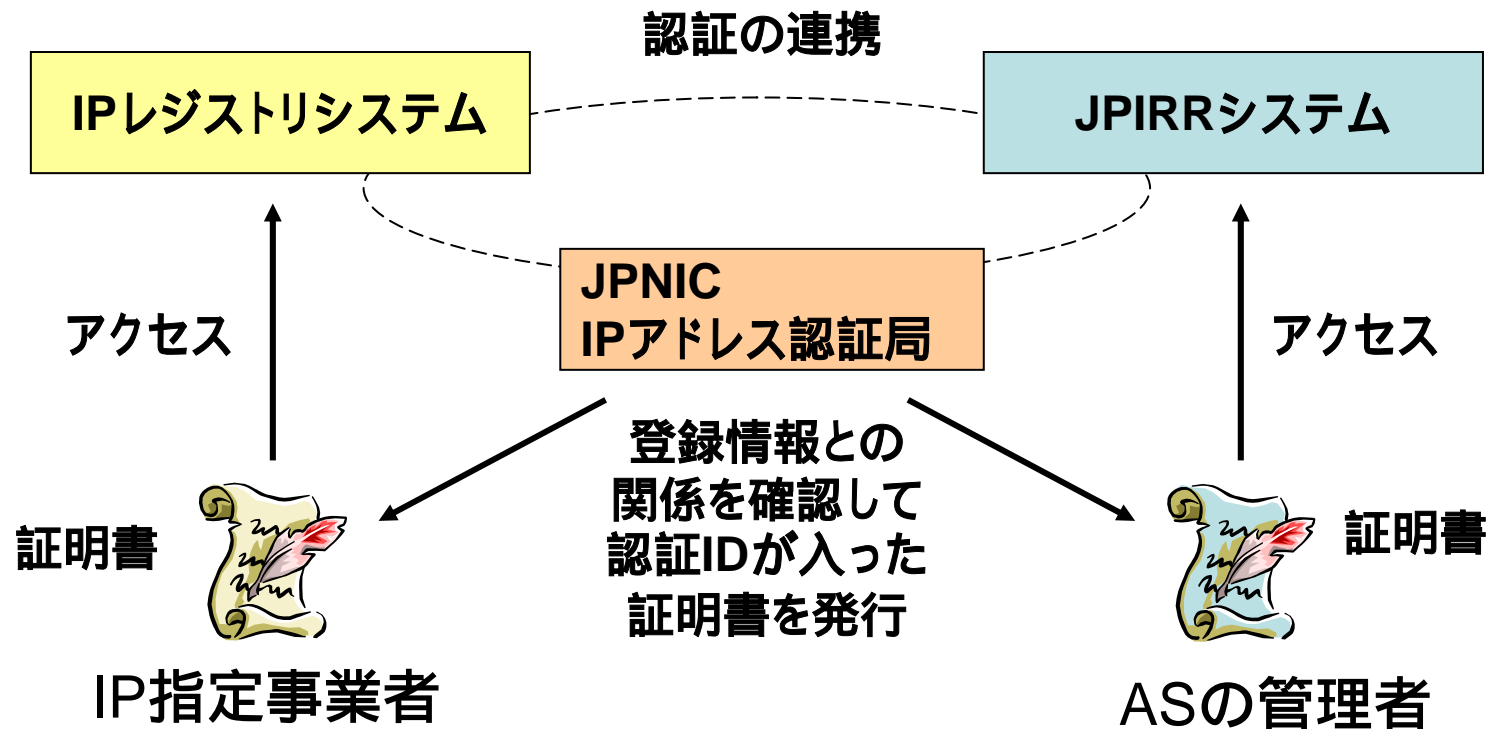 認証の連携
IPレジストリシステム
JPIRRシステム
JPNIC
IPアドレス認証局
アクセス
アクセス
登録情報との
関係を確認して
認証IDが入った
証明書を発行
証明書
証明書
IP指定事業者
ASの管理者